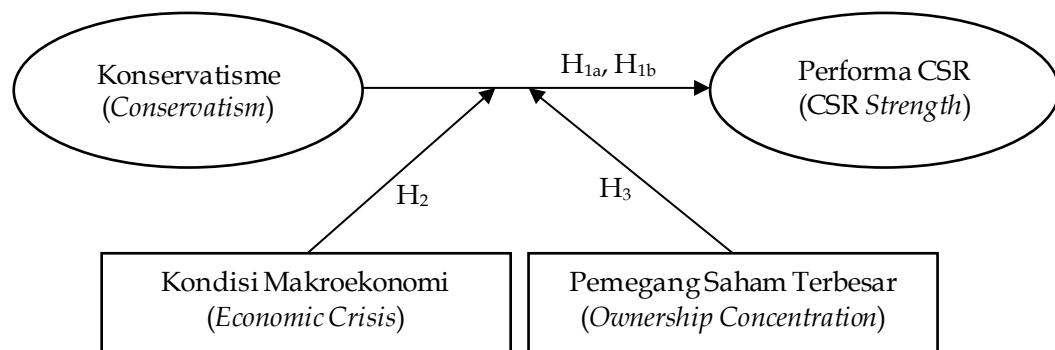 Konservatisme
(Conservatism)
H1a, H1b
Performa CSR
(CSR Strength)
H2
H3
Kondisi Makroekonomi
(Economic Crisis)
Pemegang Saham Terbesar
(Ownership Concentration)